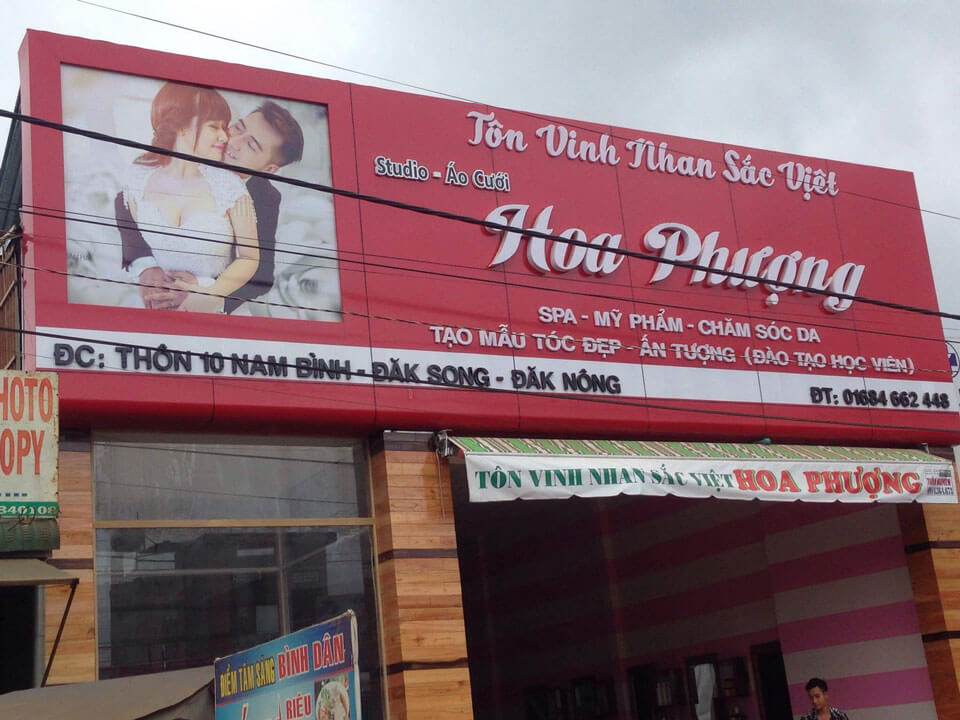 Tôn Vinh Nhan Sắc Việt
Studio - Áo Cưới
Hoa Phượng
SPA - MỸ PHẨM - CHĂM SÓC DA
TẠO MẪU TÓC ĐẸP - ẤN TƯỢNG (ĐÀO TẠO HỌC VIÊN)
ĐC: THÔN 10 NAM BÌNH - ĐĂK SONG - ĐĂK NÔNG
ĐT: 01684 662 448
TÔN VINH NHAN SẮC VIỆT HOA PHƯỢNG
HOTO
OPY
ĐIỂM TÂM SÁNG BÌNH DÂN
RIÊU